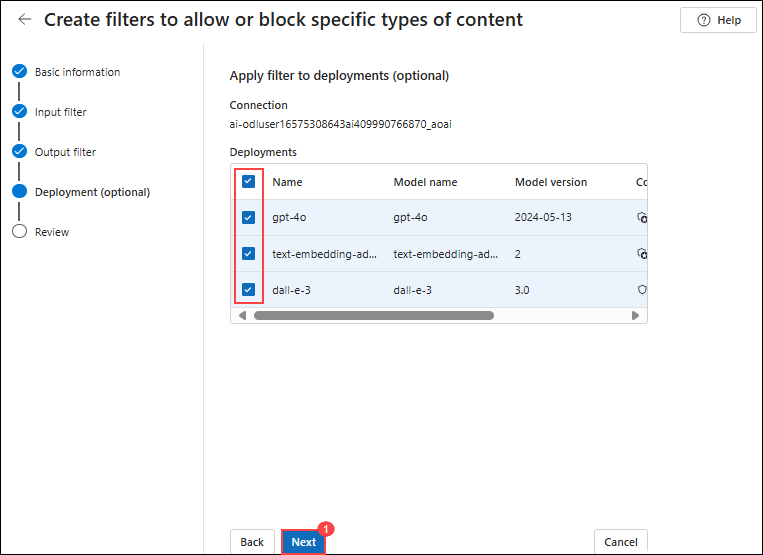 Create filters to allow or block specific types of content
Help
Basic information
Input filter
Output filter
Deployment (optional)
Review
Apply filter to deployments (optional)
Connection
ai-odluser16575308643ai409990766870_aoai
Deployments
Name Model name Model version Co
gpt-4o gpt-4o 2024-05-13
text-embedding-ad... text-embedding-ad... 2
dall-e-3 dall-e-3 3.0
1
Back Next Cancel